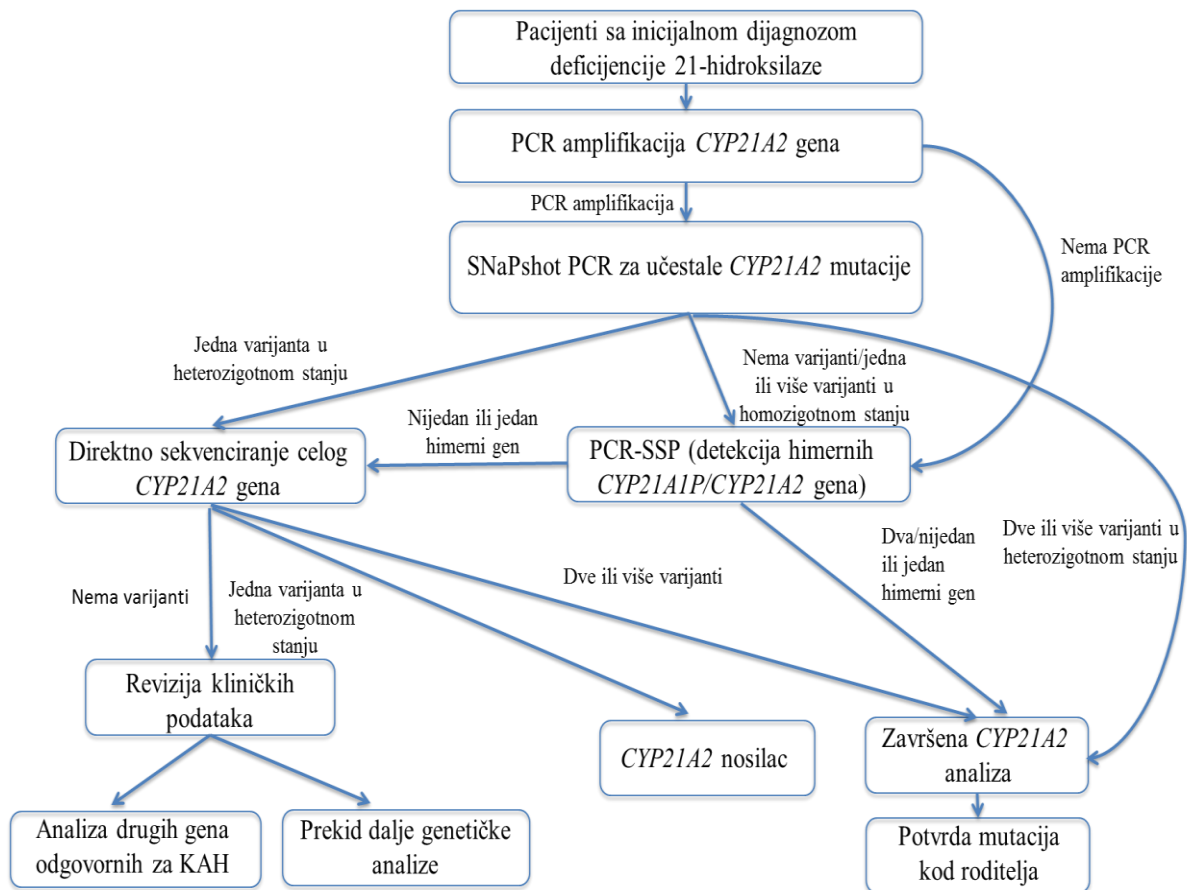 Pacijenti sa inicijalnom dijagnozom
deficijencije 21-hidroksilaze
PCR amplifikacija CYP21A2 gena
PCR amplifikacija
Nema PCR
amplifikacije
SNaPshot PCR za učestale CYP21A2 mutacije
Jedna varijanta u
heterozigotnom stanju
Nema varijanti/jedna
ili više varijanti u
homozigotnom stanju
Nijedan ili jedan
himerni gen
Direktno sekvenciranje celog
CYP21A2 gena
PCR-SSP (detekcija himernih
CYP21A1P/CYP21A2 gena)
Nema varijanti
Jedna varijanta u
heterozigotnom
stanju
Dve ili više varijanti
Dva/nijedan
ili jedan
himerni gen
Dve ili više varijanti u
heterozigotnom stanju
Revizija kliničkih
podataka
CYP21A2 nosilac
Završena CYP21A2
analiza
Analiza drugih gena
odgovornih za KAH
Prekid dalje genetičke
analize
Potvrda mutacija
kod roditelja